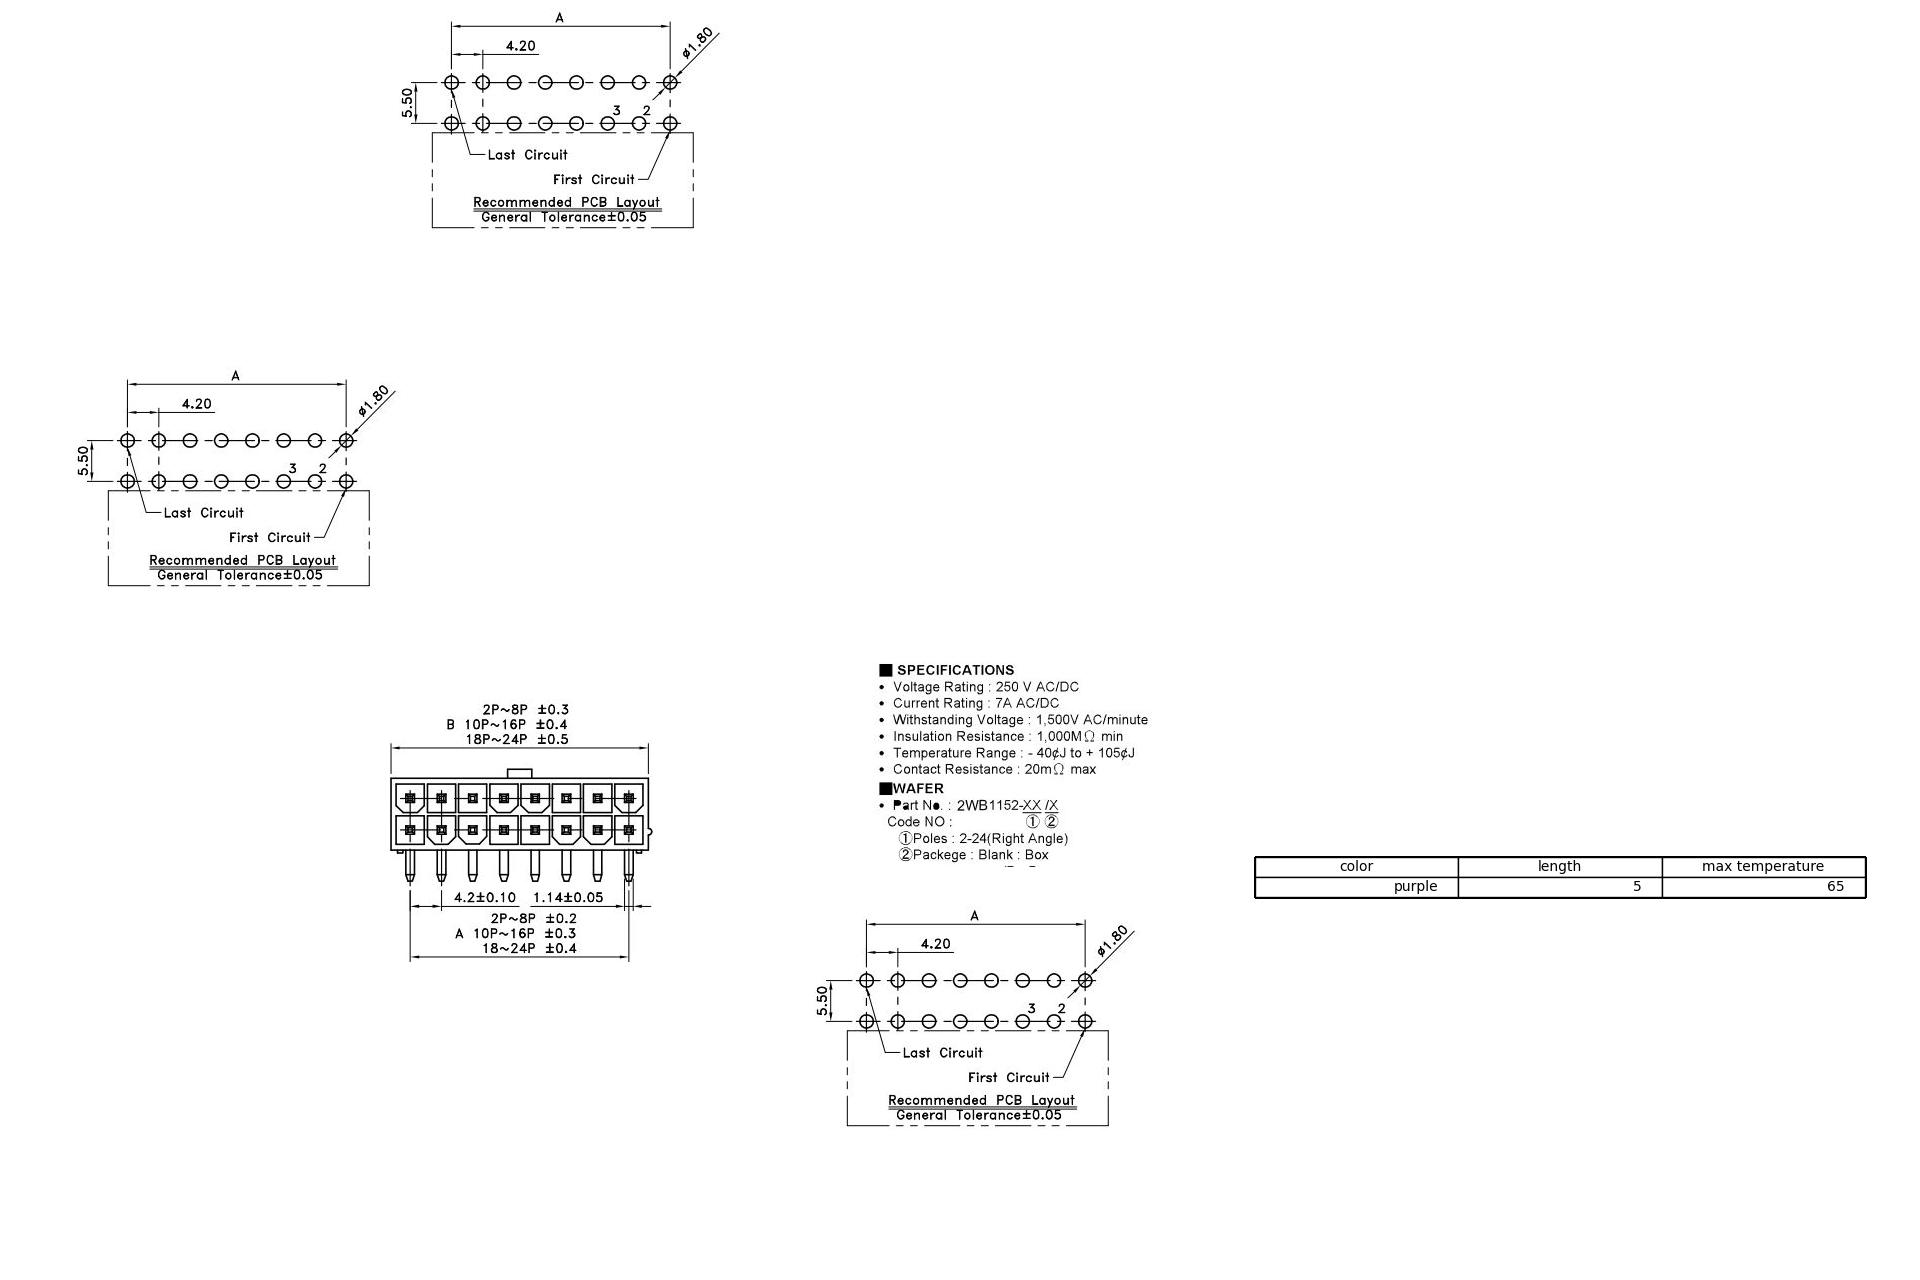 A
4.20
ø1.80
5.50
3 2
Last Circuit
First Circuit
Recommended PCB Layout
General Tolerance±0.05
A
4.20
ø1.80
5.50
3 2
Last Circuit
First Circuit
Recommended PCB Layout
General Tolerance±0.05
2P~8P ±0.3
B 10P~16P ±0.4
18P~24P ±0.5
4.2±0.10 1.14±0.05
2P~8P ±0.2
A 10P~16P ±0.3
18~24P ±0.4
SPECIFICATIONS
• Voltage Rating : 250 V AC/DC
• Current Rating : 7A AC/DC
• Withstanding Voltage : 1,500V AC/minute
• Insulation Resistance : 1,000MΩ min
• Temperature Range : - 40¢J to + 105¢J
• Contact Resistance : 20mΩ max
WAFER
• Part No. : 2WB1152-XX /X
Code NO : ① ②
①Poles : 2-24(Right Angle)
②Packege : Blank : Box
A
4.20
ø1.80
5.50
3 2
Last Circuit
First Circuit
Recommended PCB Layout
General Tolerance±0.05
color length max temperature
purple 5 65